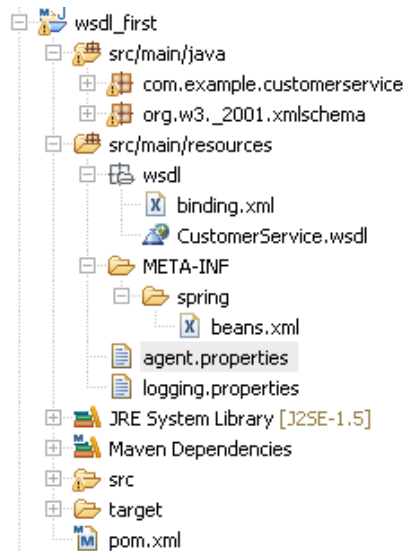 wsdl_first
src/main/java
com.example.customerservice
org.w3._2001.xmlschema
src/main/resources
wsdl
binding.xml
CustomerService.wsdl
META-INF
spring
beans.xml
agent.properties
logging.properties
JRE System Library [J2SE-1.5]
Maven Dependencies
src
target
pom.xml